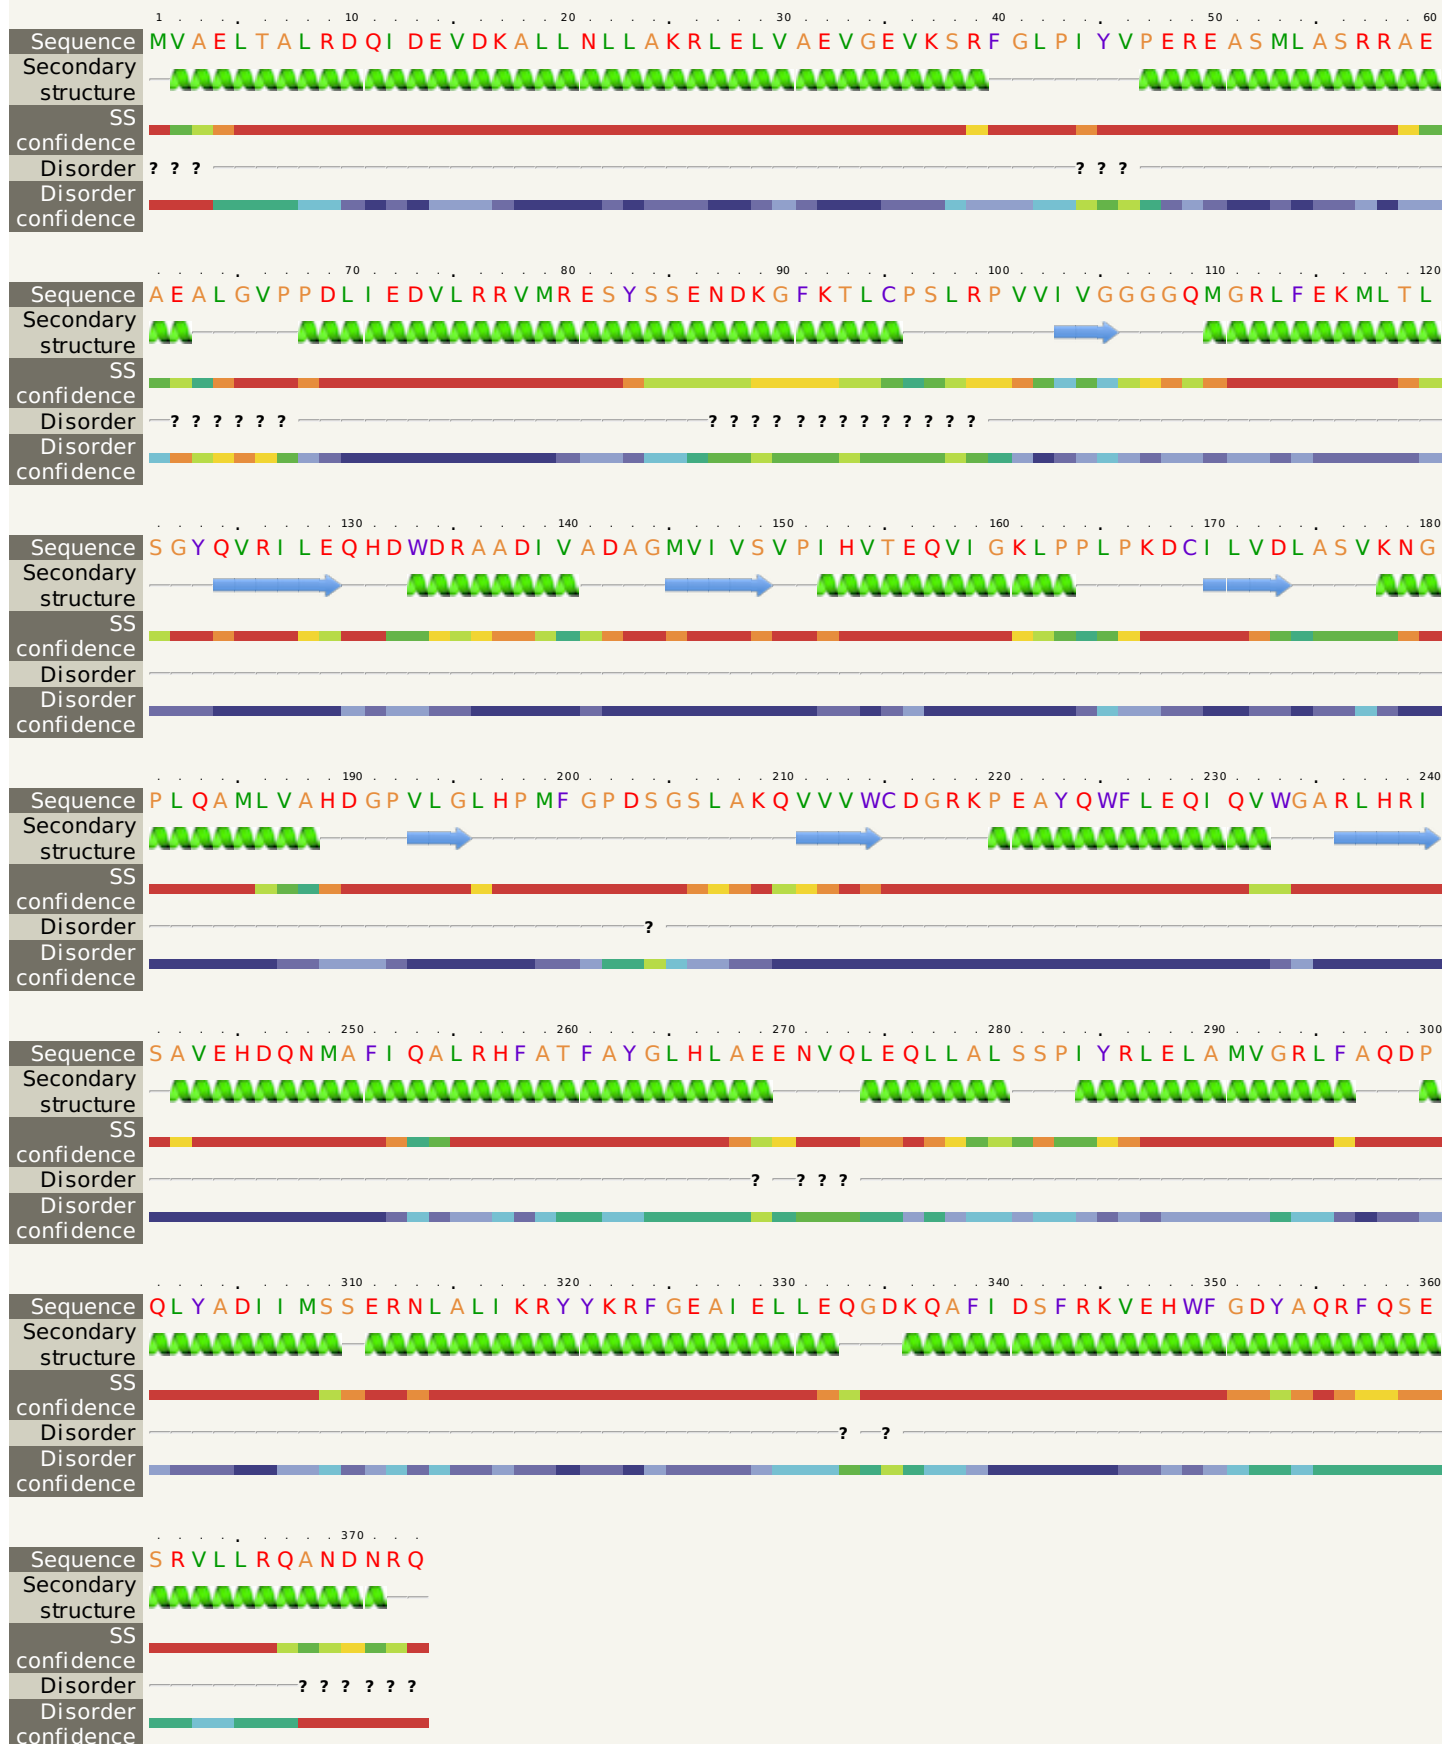 1 10 20 30 40 50 60
Sequence MVAELTALRDQIDEVDKALLNLLAKRLELVAEVGEVKSRFGLPIYVPEREASMLASRRAE
Secondary
structure
SS
confidence
Disorder ? ? ? ? ? ?
Disorder
confidence
70 80 90 100 110 120
Sequence AEALGVPPDLIEDVLRRVMRESYSSENDKGFKTLCPSLRPVVIVGGGGQMGRLFEKMLTL
Secondary
structure
SS
confidence
Disorder ? ? ? ? ? ? ? ? ? ? ? ? ? ? ? ? ? ? ?
Disorder
confidence
130 140 150 160 170 180
Sequence SGYQVRILEQHDWDRAADIVADAGMVIVSVPIHVTEQVIGKLPPLPKDCILVDLASVKNG
Secondary
structure
SS
confidence
Disorder
Disorder
confidence
190 200 210 220 230 240
Sequence PLQAMLVAHDGPVLGLHPMFGPDSGSLAKQVVVWCDGRKPEAYQWFLEQIQVWGARLHRI
Secondary
structure
SS
confidence
Disorder ?
Disorder
confidence
250 260 270 280 290 300
Sequence SAVEHDQNMAFIQALRHFATFAYGLHLAEENVQLEQLLALSSPIYRLELAMVGRLFAQDP
Secondary
structure
SS
confidence
Disorder ? ? ? ?
Disorder
confidence
310 320 330 340 350 360
Sequence QLYADIIMSSERNLALIKRYYKRFGEAIELLEQGDKQAFIDSFRKVEHWFGDYAQRFQSE
Secondary
structure
SS
confidence
Disorder ? ?
Disorder
confidence
370
Sequence SRVLLRQANDNRQ
Secondary
structure
SS
confidence
Disorder ? ? ? ? ? ?
Disorder
confidence